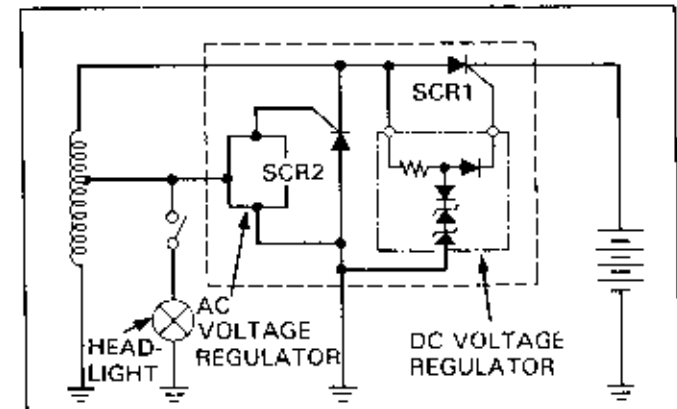 SCR1
SCR2
AC
VOLTAGE
REGULATOR
HEAD-
LIGHT
DC VOLTAGE
REGULATOR